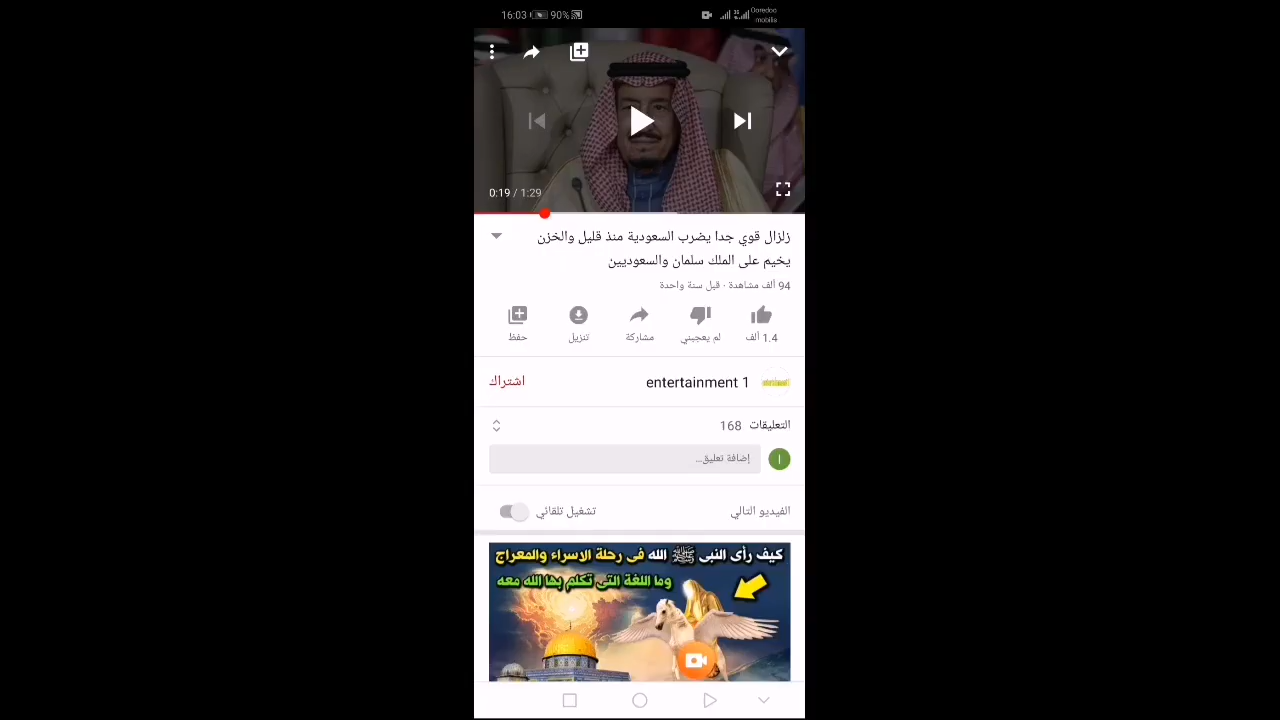 16:03 90%
Ooredoo
mobilis
0:19 / 1:29
زلزال قوي جدا يضرب السعودية منذ قليل والخزن
يخيم على الملك سلمان والسعوديين
94 ألف مشاهدة · قبل سنة واحدة
1.4 ألف
لم يعجبني
مشاركة
تنزيل
حفظ
entertainment 1
اشتراك
التعليقات 168
إضافة تعليق...
الفيديو التالي
تشغيل تلقائي
كيف رأى النبى ﷺ الله فى رحلة الاسراء والمعراج
وما اللغة التى تكلم بها الله معه